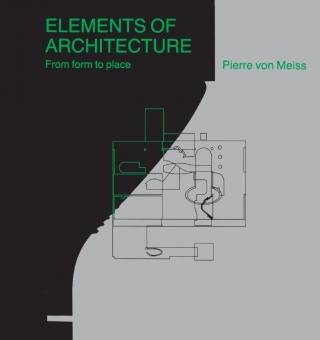 ELEMENTS OF
ARCHITECTURE
From form to place
Pierre von Meiss